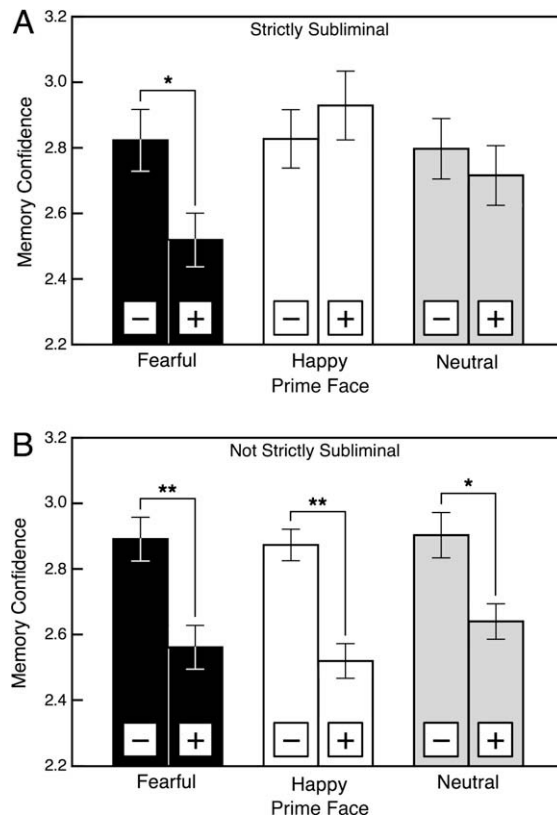 A
Strictly Subliminal
Memory Confidence
3.2
3.0
2.8
2.6
2.4
2.2
*
− + − + − +
Fearful Happy Neutral
Prime Face
B
Not Strictly Subliminal
Memory Confidence
3.2
3.0
2.8
2.6
2.4
2.2
** ** *
− + − + − +
Fearful Happy Neutral
Prime Face